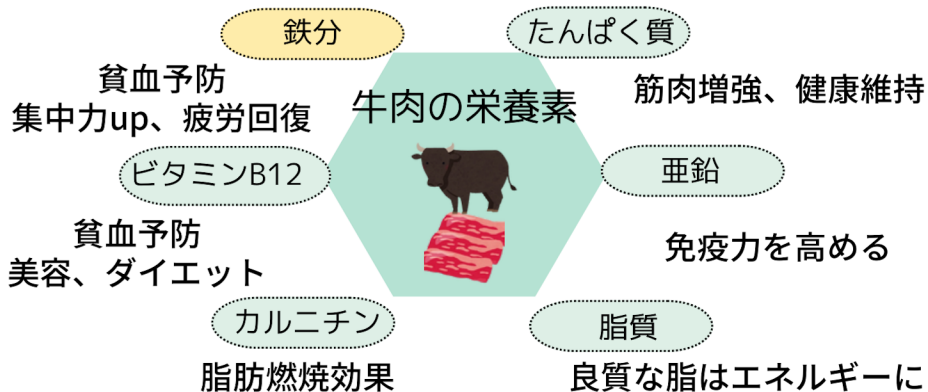 鉄分
たんぱく質
貧血予防
集中力up、疲労回復
筋肉増強、健康維持
牛肉の栄養素
ビタミンB12
亜鉛
貧血予防
美容、ダイエット
免疫力を高める
カルニチン
脂質
脂肪燃焼効果
良質な脂はエネルギーに